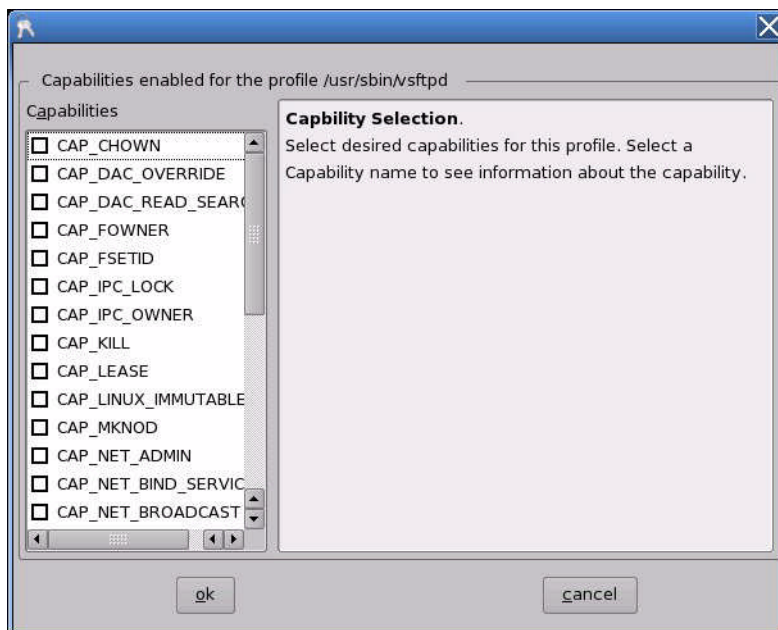 Capabilities enabled for the profile /usr/sbin/vsftpd
Capabilities
CAP_CHOWN
CAP_DAC_OVERRIDE
CAP_DAC_READ_SEARC
CAP_FOWNER
CAP_FSETID
CAP_IPC_LOCK
CAP_IPC_OWNER
CAP_KILL
CAP_LEASE
CAP_LINUX_IMMUTABLE
CAP_MKNOD
CAP_NET_ADMIN
CAP_NET_BIND_SERVIC
CAP_NET_BROADCAST
Capbility Selection.
Select desired capabilities for this profile. Select a
Capability name to see information about the capability.
ok
cancel